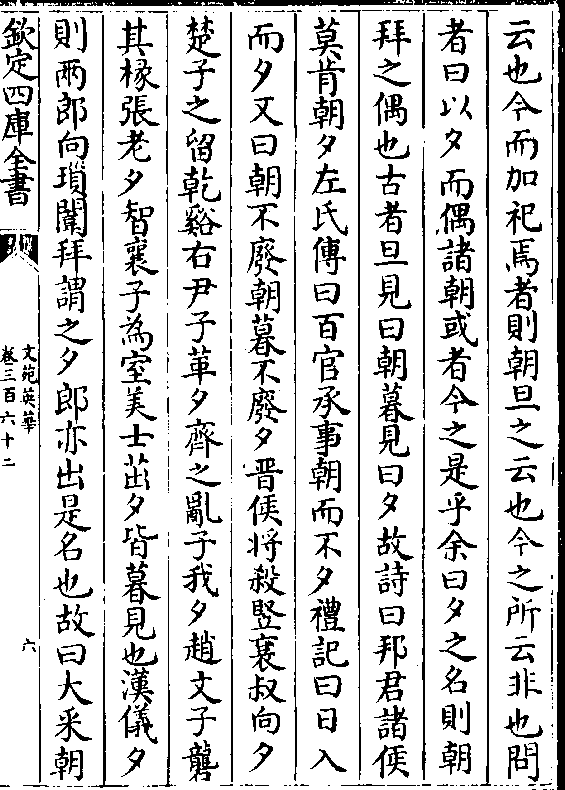 云也今而加祀焉者則朝旦之云也今之所云非也問
者曰以夕而偶諸朝或者今之是乎余曰夕之名則朝
拜之偶也古者旦見曰朝暮見曰夕故詩曰邦君諸侯
莫肯朝夕左氏傳曰百官承事朝而不夕禮記曰日入
而夕又曰朝不廢朝暮不廢夕晉侯將殺竪襄叔向夕
楚子之留乾谿右尹子革夕齊之亂子我夕趙文子礱
其椽張老夕智襄子為室美士茁夕皆暮見也漢儀夕
則兩郎向瑣闈拜謂之夕郎亦出是名也故曰大采朝
欽定四庫全書
文苑英華
卷三百六十二
六